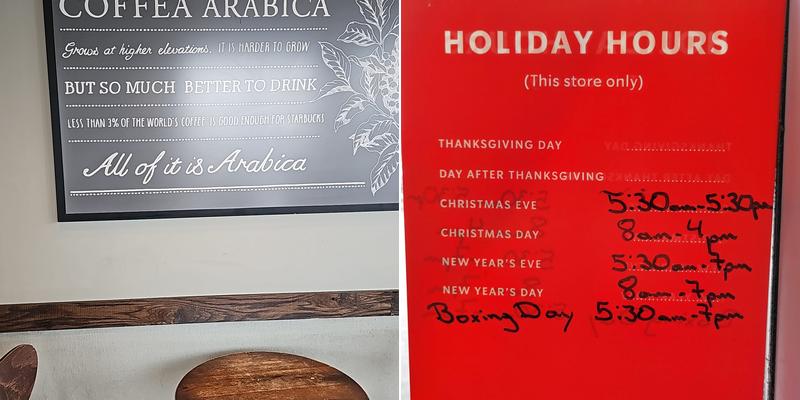 COFFEA ARABICA
Grows at higher elevations, IT IS HARDER TO GROW
BUT SO MUCH BETTER TO DRINK,
LESS THAN 3% OF THE WORLD'S COFFEE IS GOOD ENOUGH FOR STARBUCKS
All of it is Arabica
HOLIDAY HOURS
(This store only)
THANKSGIVING DAY
DAY AFTER THANKSGIVING
CHRISTMAS EVE 5:30am-5:30pm
CHRISTMAS DAY 8am-4pm
NEW YEAR'S EVE 5:30am-7pm
NEW YEAR'S DAY 8am-7pm
Boxing Day 5:30am-7pm